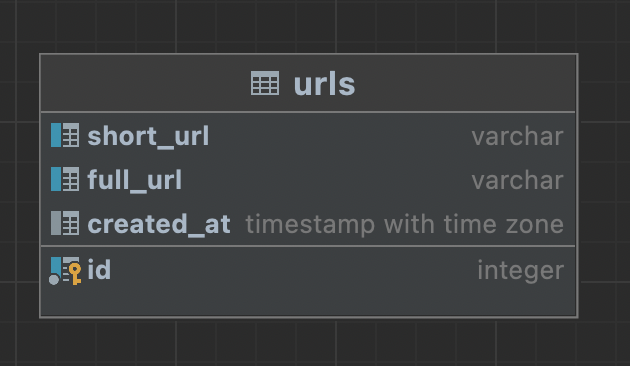 urls
short_url varchar
full_url varchar
created_at timestamp with time zone
id integer